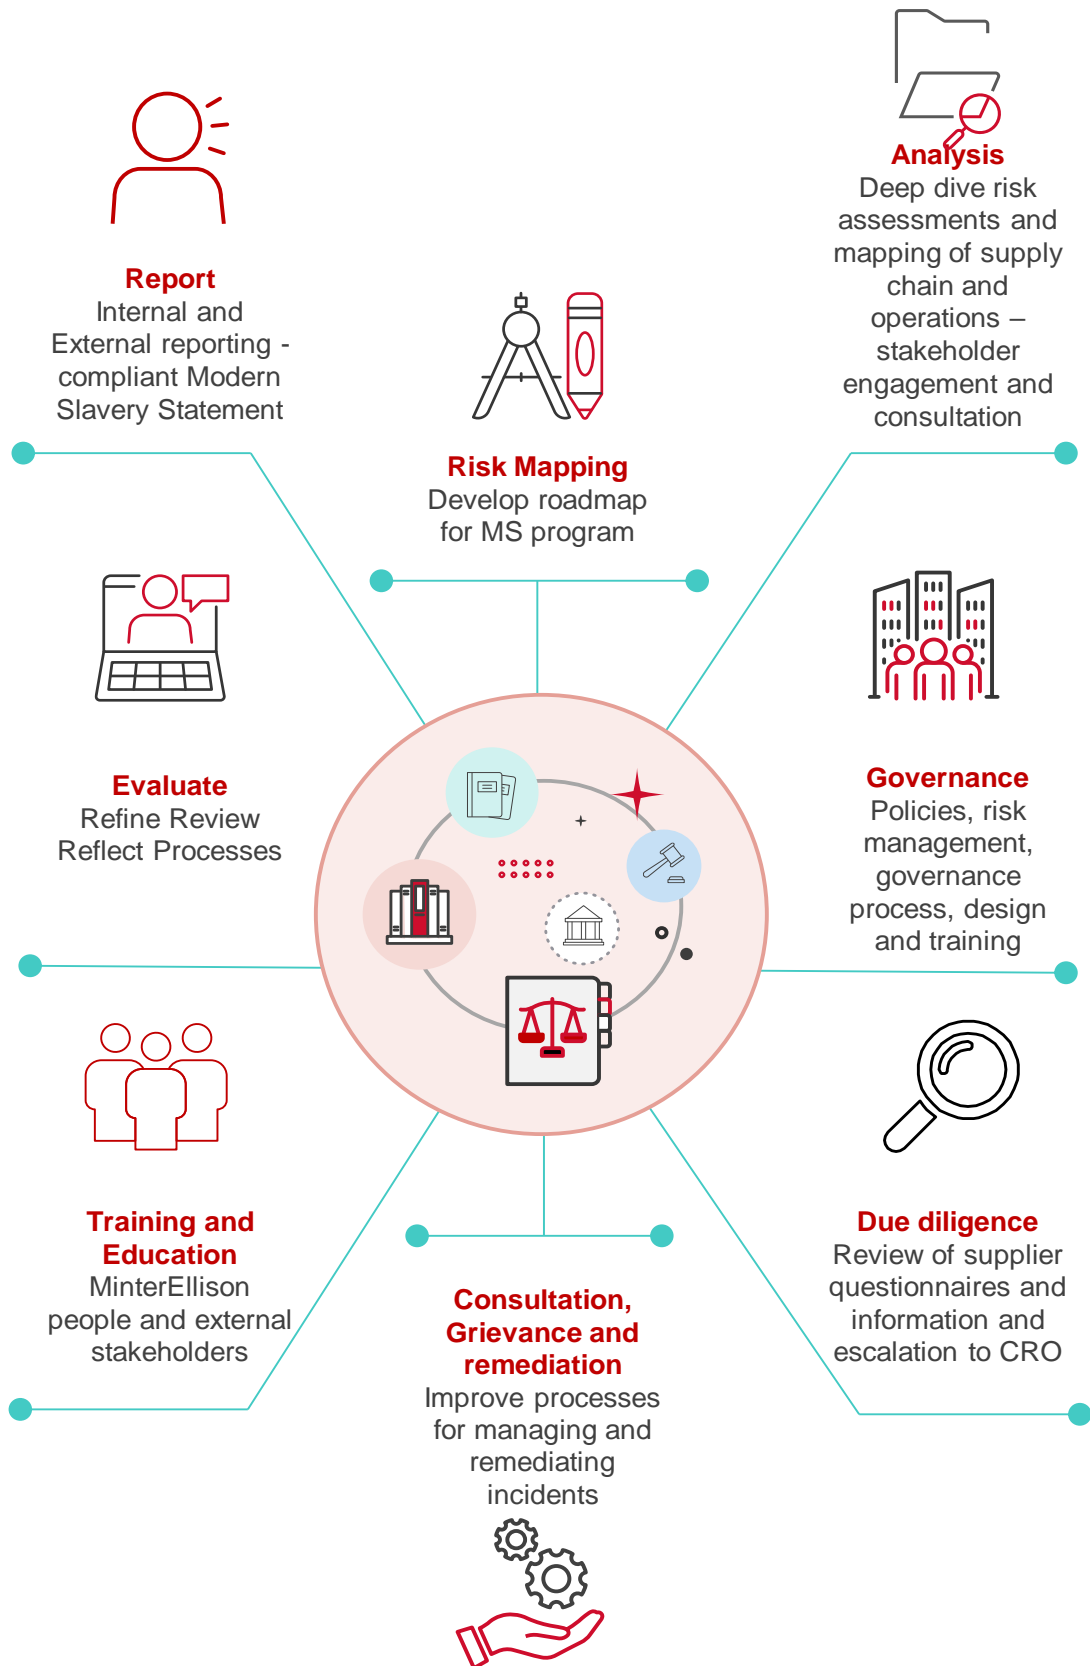 Report
Internal and
External reporting -
compliant Modern
Slavery Statement
Risk Mapping
Develop roadmap
for MS program
Analysis
Deep dive risk
assessments and
mapping of supply
chain and
operations –
stakeholder
engagement and
consultation
Evaluate
Refine Review
Reflect Processes
Governance
Policies, risk
management,
governance
process, design
and training
Training and
Education
MinterEllison
people and external
stakeholders
Consultation,
Grievance and
remediation
Improve processes
for managing and
remediating
incidents
Due diligence
Review of supplier
questionnaires and
information and
escalation to CRO